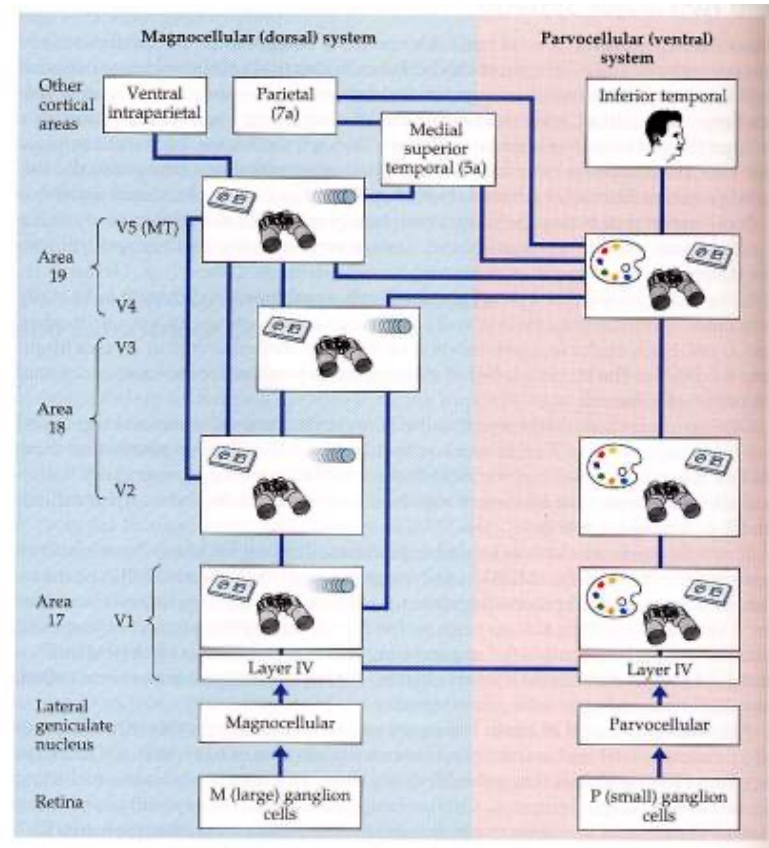 Magnocellular (dorsal) system
Parvocellular (ventral)
system
Other
cortical
areas
Ventral
intraparietal
Parietal
(7a)
Medial
superior
temporal (5a)
Inferior temporal
V5 (MT)
Area
19
V4
V3
Area
18
V2
Area
17
V1
Layer IV
Layer IV
Lateral
geniculate
nucleus
Magnocellular
Parvocellular
Retina
M (large) ganglion
cells
P (small) ganglion
cells